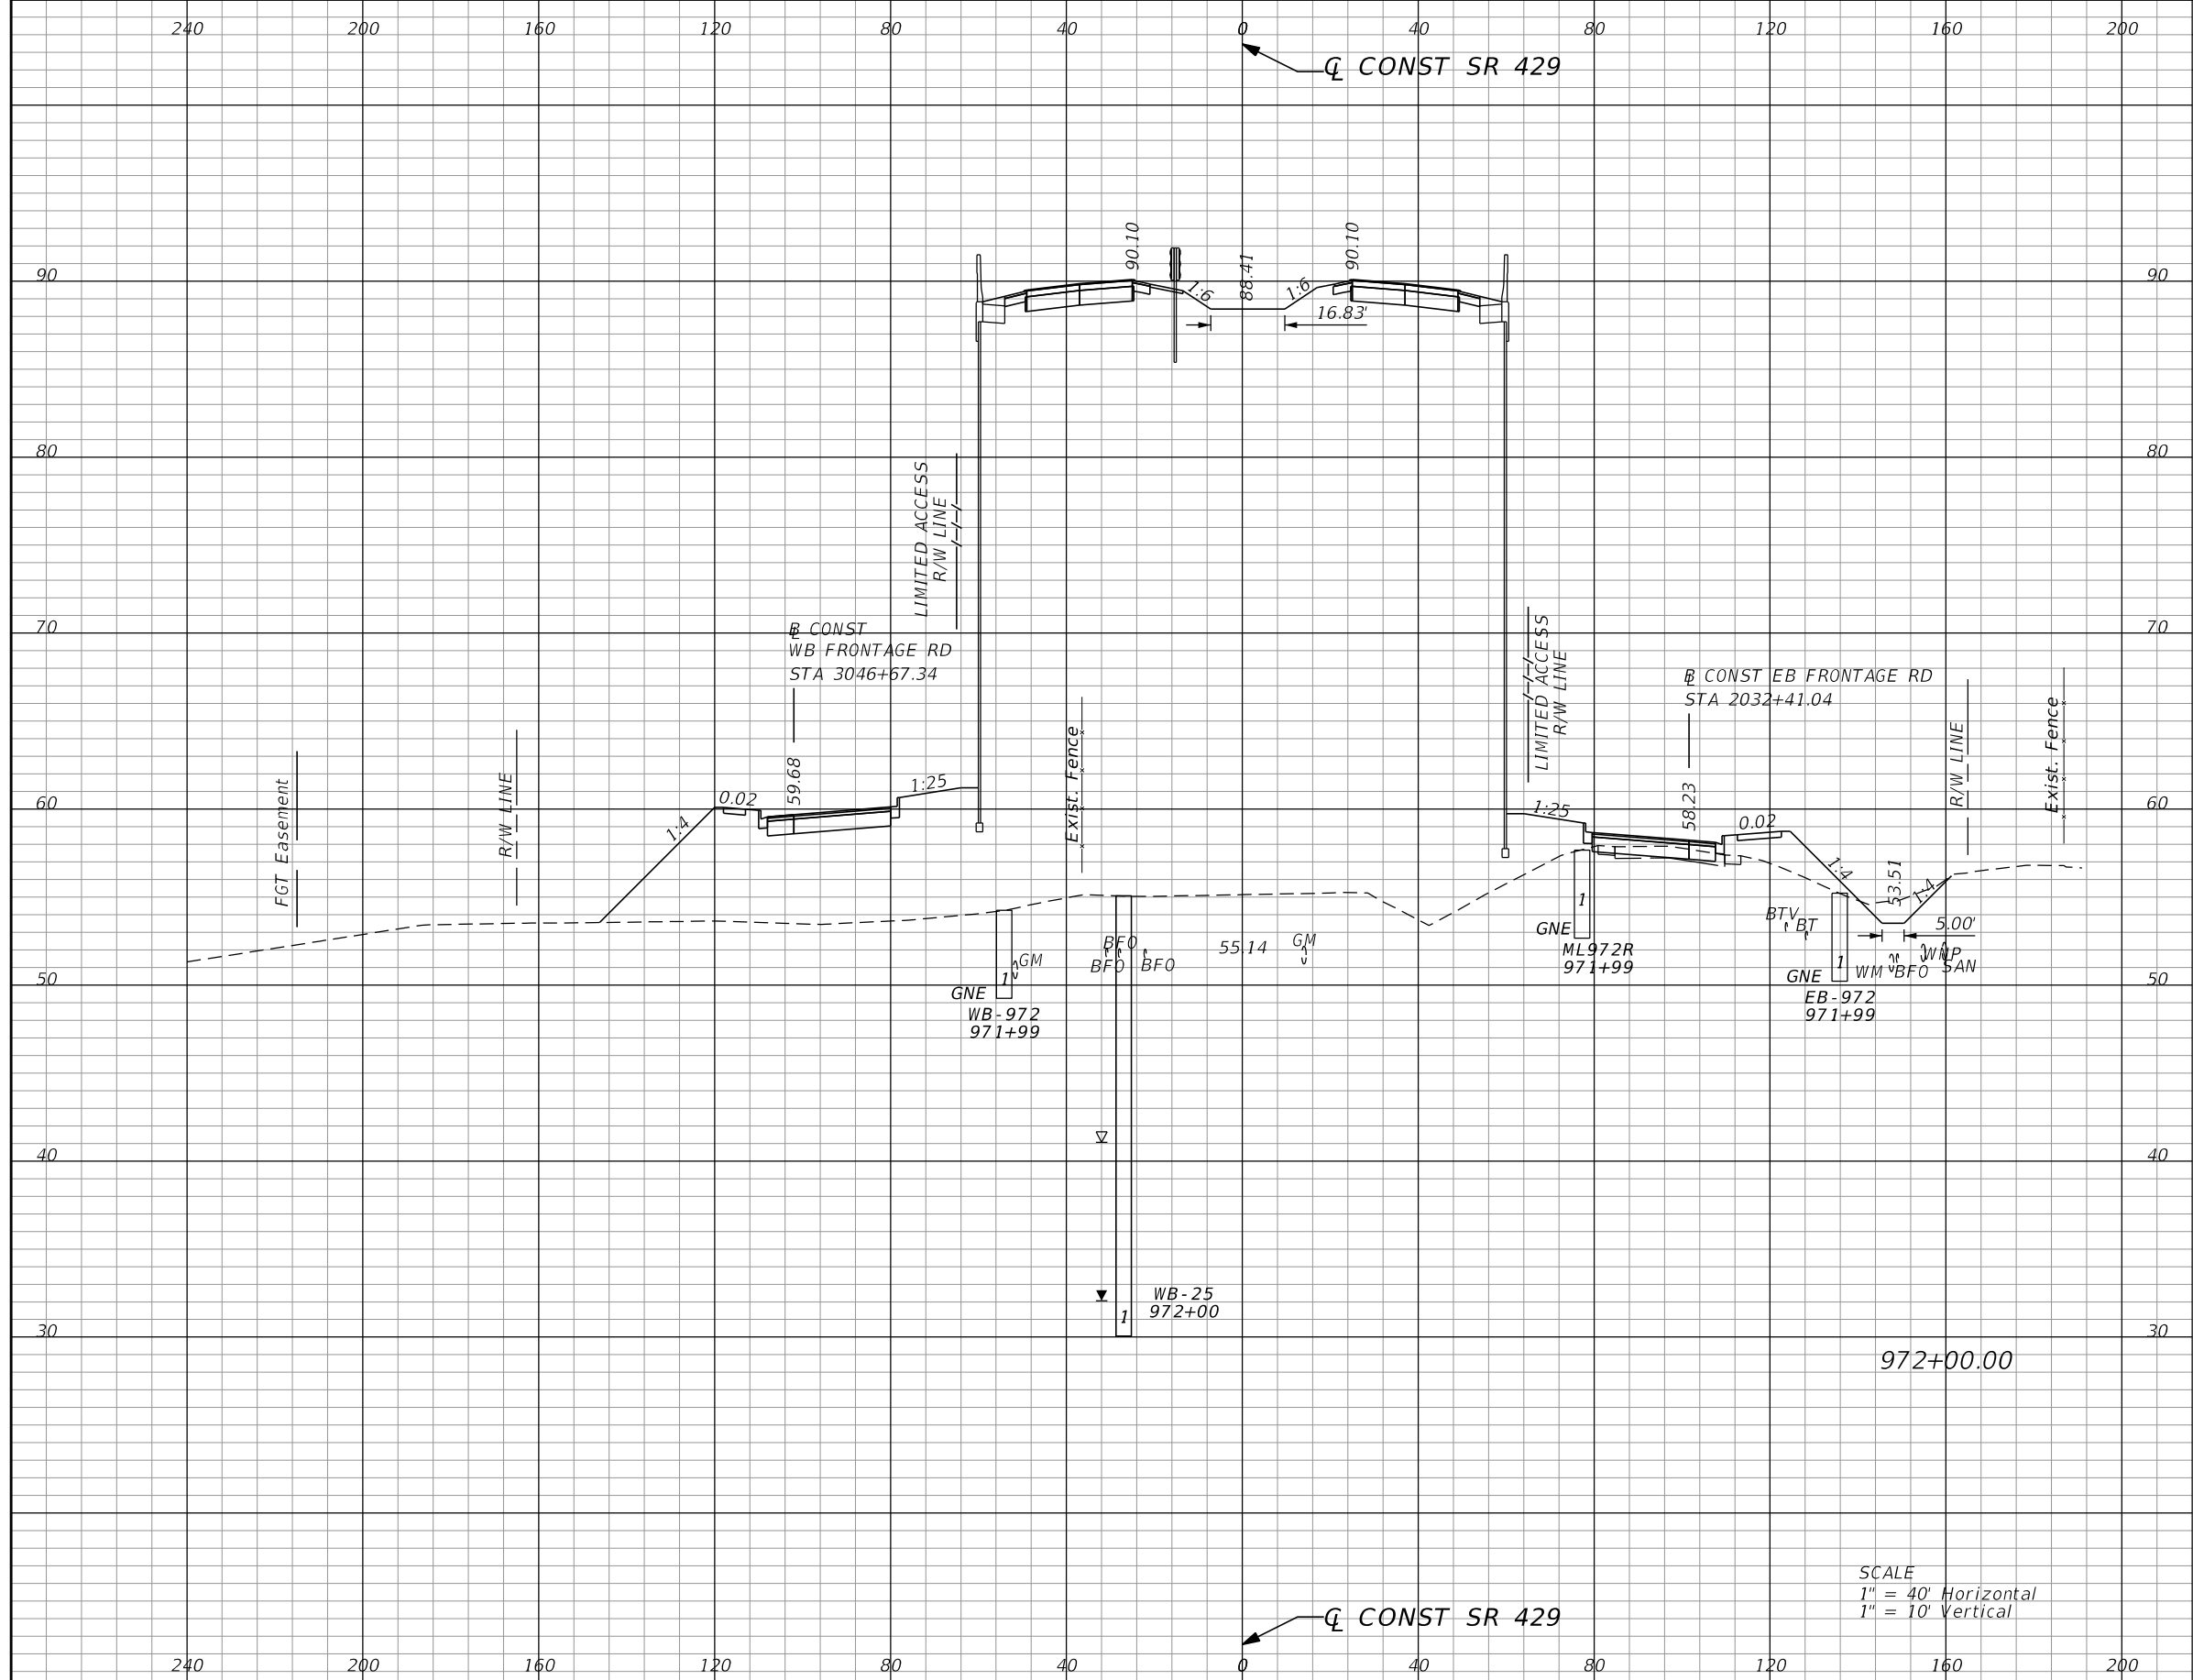 240 200 160 120 80 40 0 40 80 120 160 200
℄ CONST SR 429
90.10
88.41
90.10
90 90
1:6
1:6
16.83'
80 80
LIMITED ACCESS
R/W LINE
70 70
℄ CONST
WB FRONTAGE RD
STA 3046+67.34
LIMITED ACCESS
R/W LINE
℄ CONST EB FRONTAGE RD
STA 2032+41.04
FGT Easement
R/W LINE
Exist. Fence
R/W LINE
Exist. Fence
60 60
0.02
59.68
1:25
1:4
1:25
58.23
0.02
1:4
53.51
1:4
5.00'
BFO
BFO
BFO
55.14
GM
GM
GNE
1
WB-972
971+99
1
GNE
ML972R
971+99
BTV
BT
GNE
1
EB-972
971+99
WM
BFO
SAN
50 50
40 40
1
WB-25
972+00
30 30
972+00.00
SCALE
1" = 40' Horizontal
1" = 10' Vertical
℄ CONST SR 429
240 200 160 120 80 40 0 40 80 120 160 200